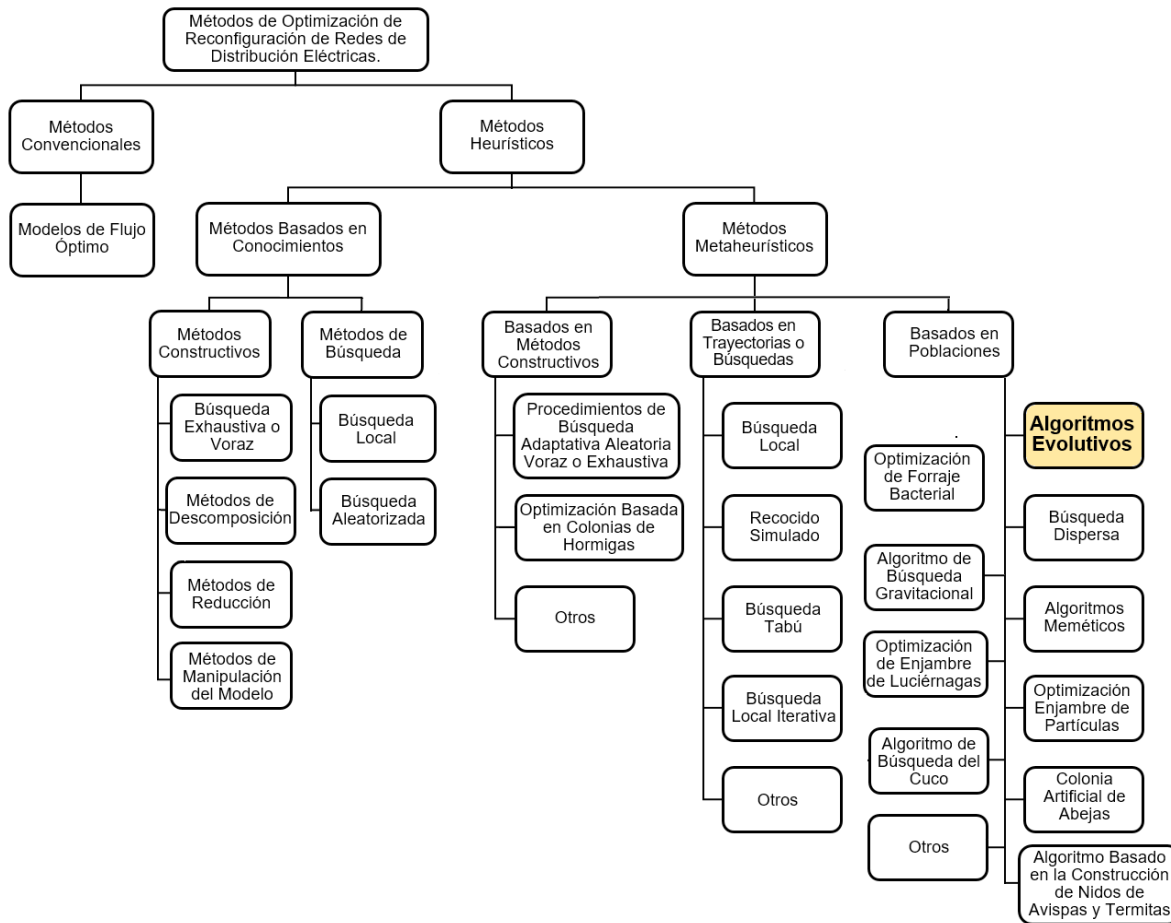 Métodos de Optimización de
Reconfiguración de Redes de
Distribución Eléctricas.
Métodos
Convencionales
Métodos
Heurísticos
Modelos de Flujo
Óptimo
Métodos Basados en
Conocimientos
Métodos
Metaheurísticos
Métodos
Constructivos
Métodos de
Búsqueda
Basados en
Métodos
Constructivos
Basados en
Trayectorias o
Búsquedas
Basados en
Poblaciones
Búsqueda
Exhaustiva o
Voraz
Métodos de
Descomposición
Métodos de
Reducción
Métodos de
Manipulación
del Modelo
Búsqueda
Local
Búsqueda
Aleatorizada
Procedimientos de
Búsqueda
Adaptativa Aleatoria
Voraz o Exhaustiva
Optimización Basada
en Colonias de
Hormigas
Otros
Búsqueda
Local
Recocido
Simulado
Búsqueda
Tabú
Búsqueda
Local Iterativa
Otros
.
Optimización
de Forraje
Bacterial
Algoritmo de
Búsqueda
Gravitacional
Optimización
de Enjambre
de Luciérnagas
Algoritmo de
Búsqueda del
Cuco
Otros
Algoritmos
Evolutivos
Búsqueda
Dispersa
Algoritmos
Meméticos
Optimización
Enjambre de
Partículas
Colonia
Artificial de
Abejas
Algoritmo Basado
en la Construcción
de Nidos de
Avispas y Termitas